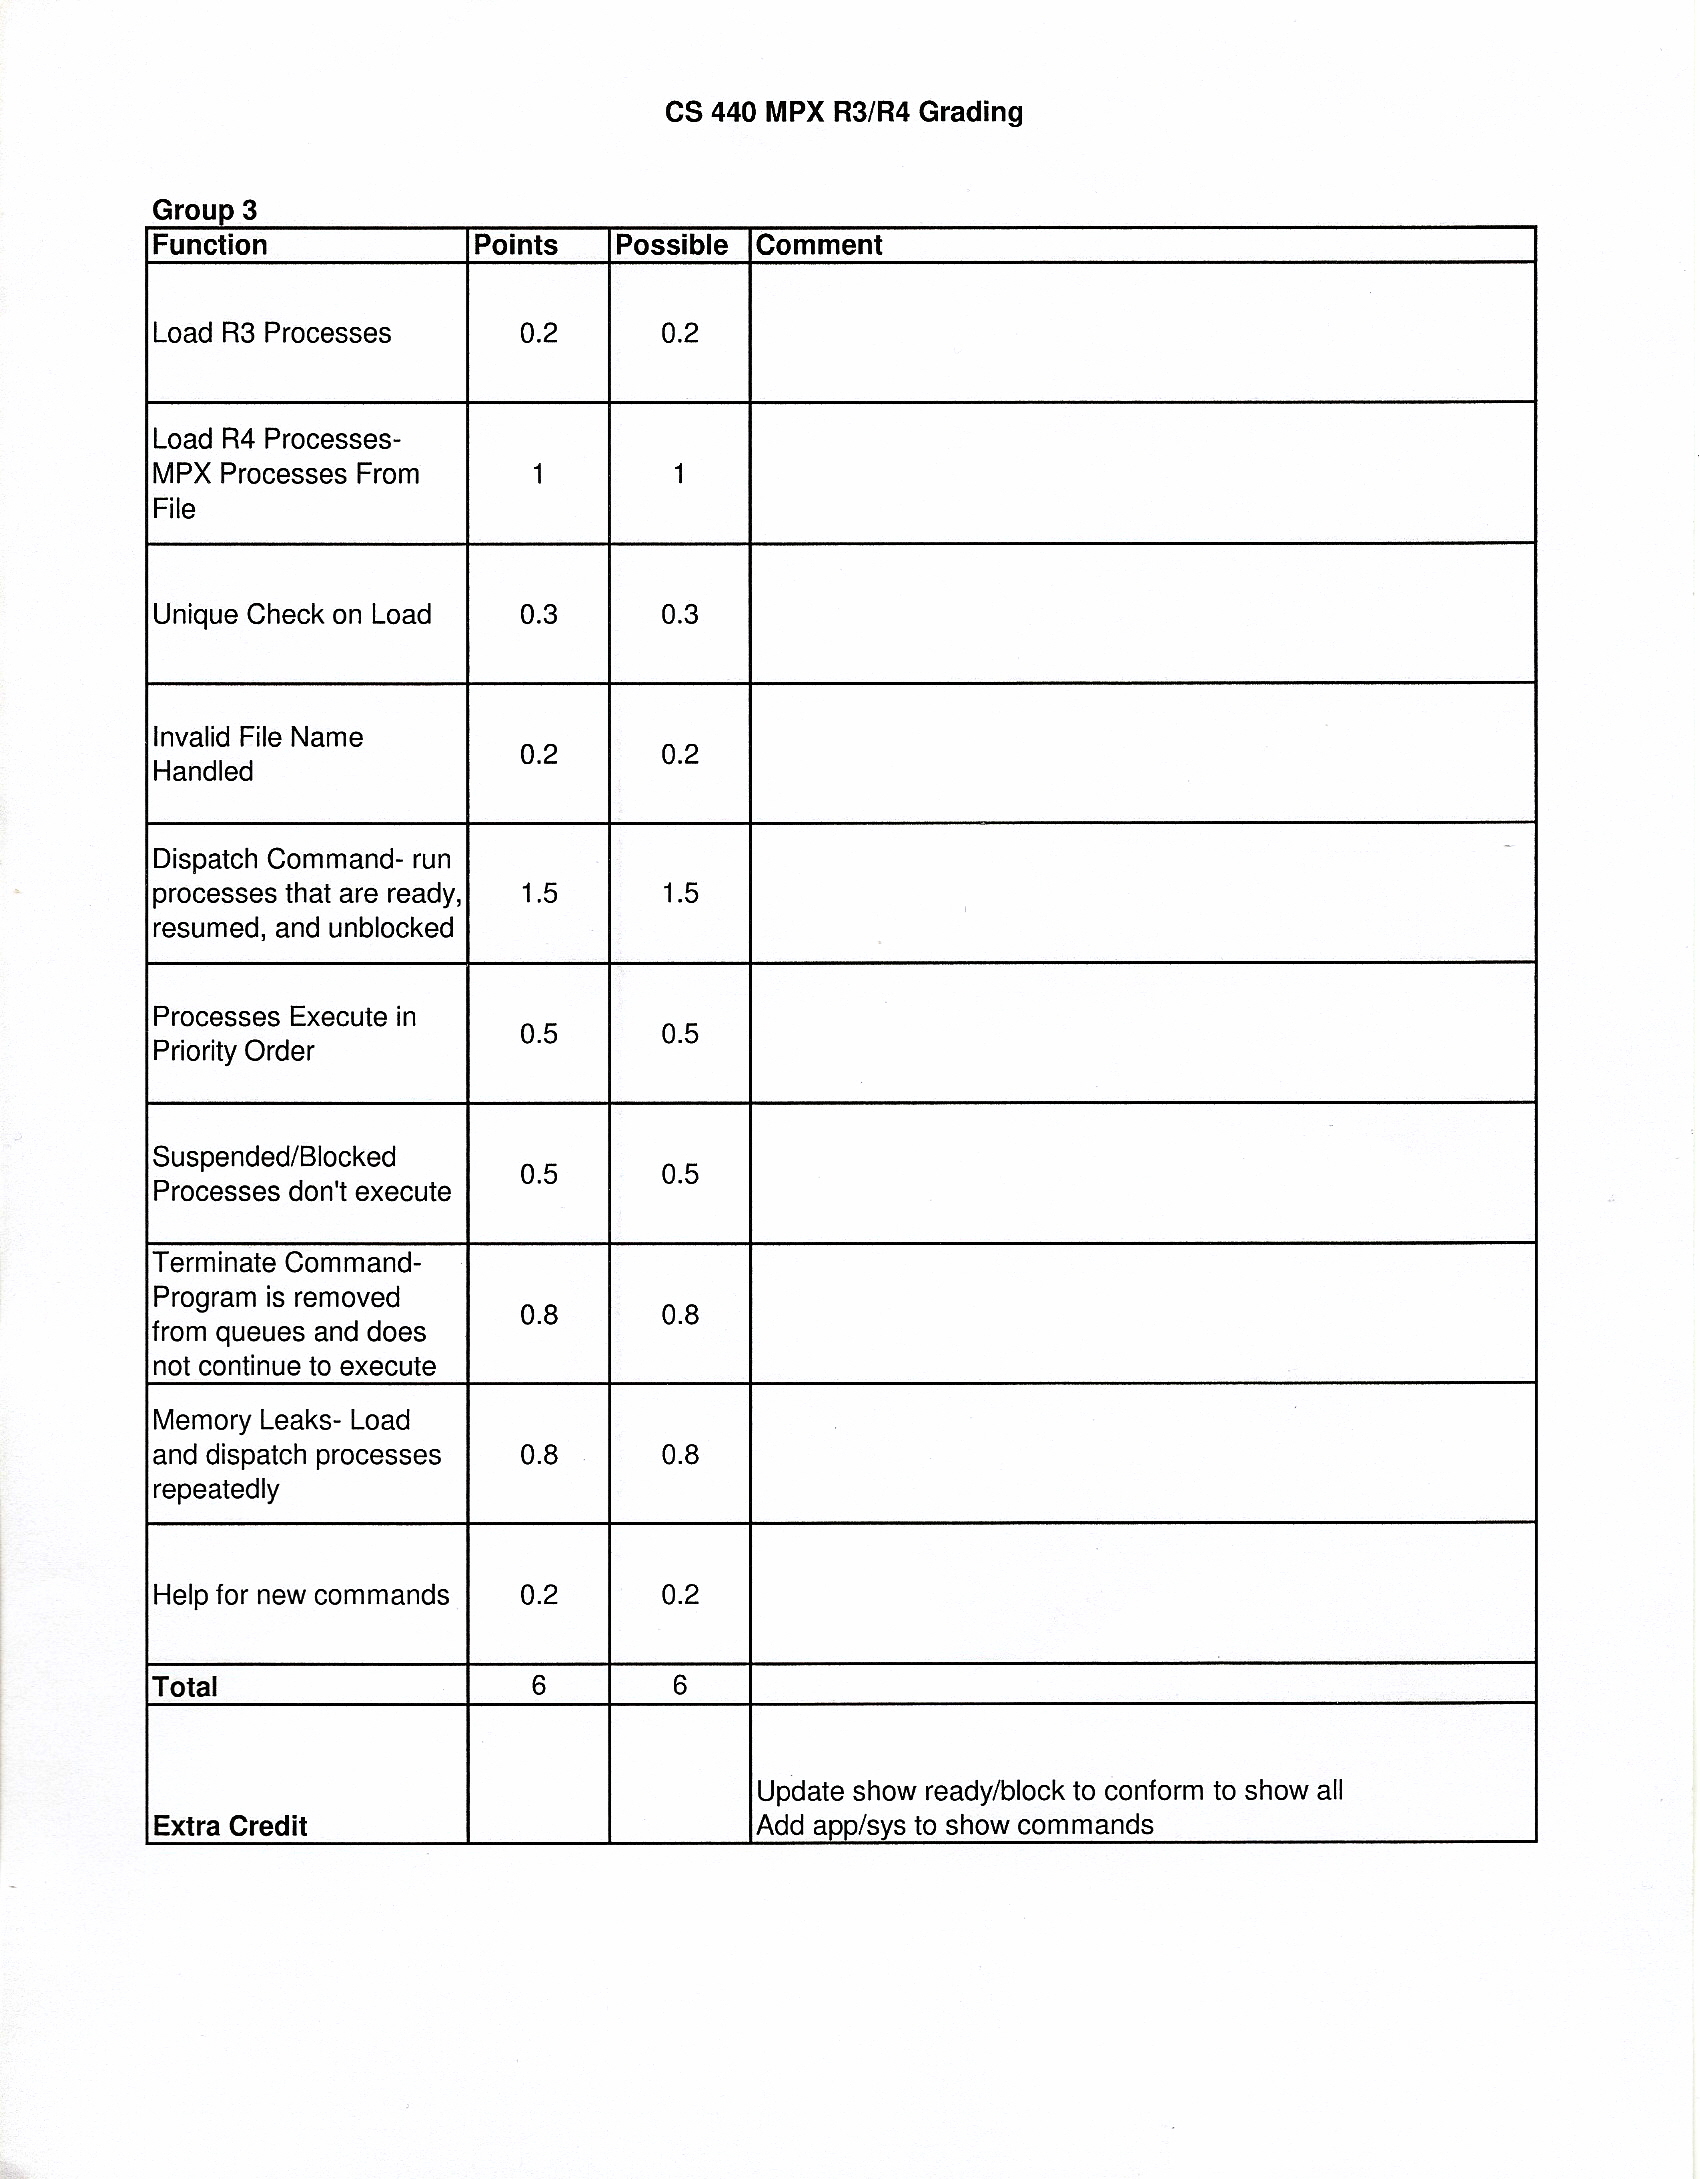 CS 440 MPX R3/R4 Grading
Group 3
Function Points Possible Comment
Load R3 Processes 0.2 0.2
Load R4 Processes-
MPX Processes From 1 1
File
Unique Check on Load 0.3 0.3
Invalid File Name
Handled 0.2 0.2
Dispatch Command- run
processes that are ready, 1.5 1.5
resumed, and unblocked
Processes Execute in
Priority Order 0.5 0.5
Suspended/Blocked
Processes don't execute 0.5 0.5
Terminate Command-
Program is removed 0.8 0.8
from queues and does
not continue to execute
Memory Leaks- Load
and dispatch processes 0.8 0.8
repeatedly
Help for new commands 0.2 0.2
Total 6 6
Update show ready/block to conform to show all
Extra Credit Add app/sys to show commands